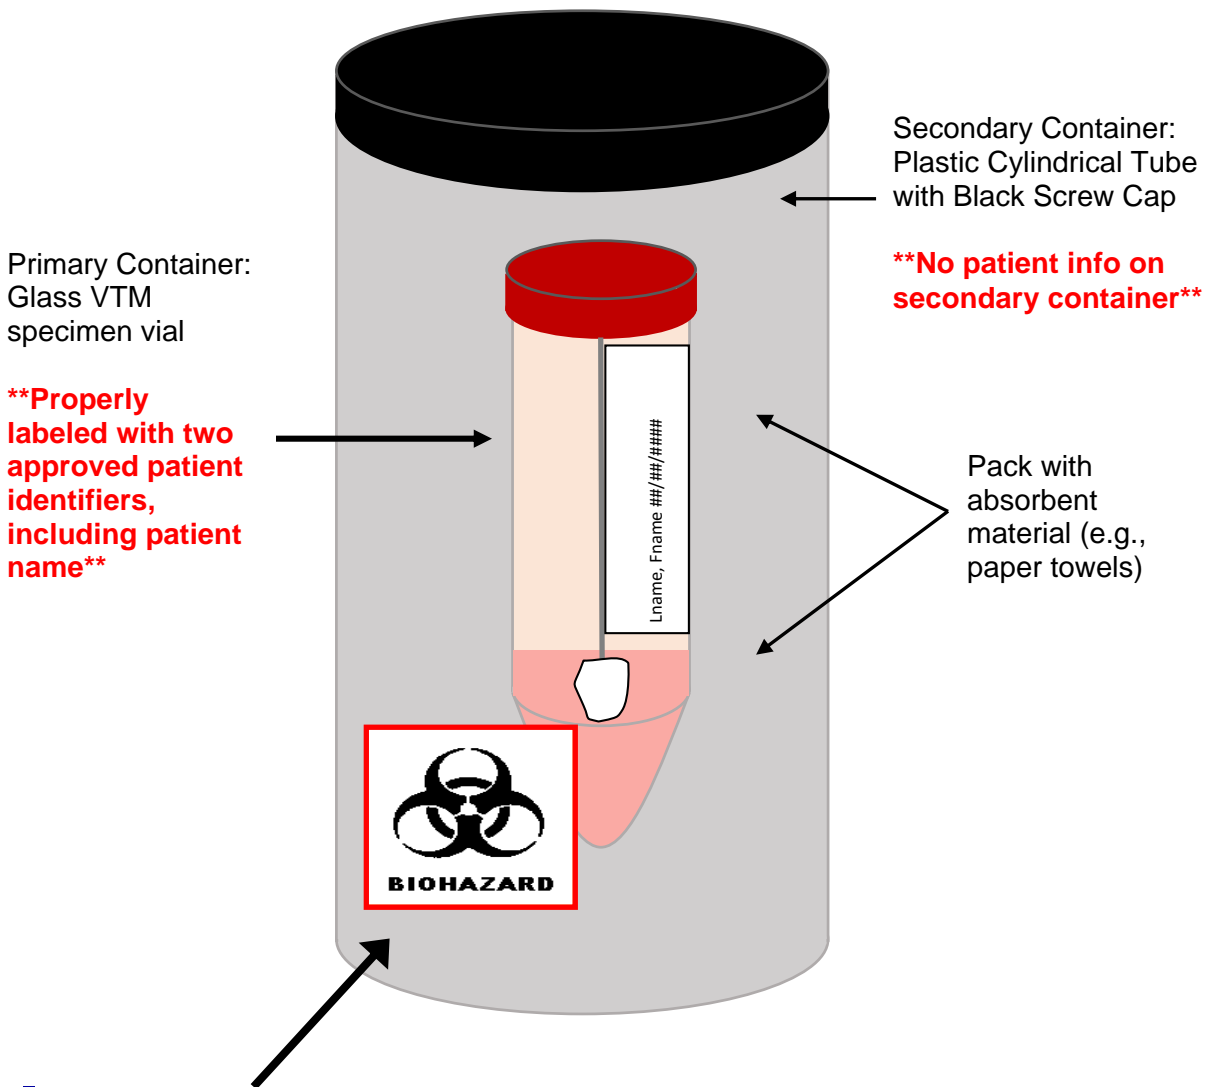 Secondary Container:
Plastic Cylindrical Tube
with Black Screw Cap
**No patient info on
secondary container**
Primary Container:
Glass VTM
specimen vial
**Properly
labeled with two
approved patient
identifiers,
including patient
name**
Lname, Fname ##/##/####
Pack with
absorbent
material (e.g.,
paper towels)
BIOHAZARD